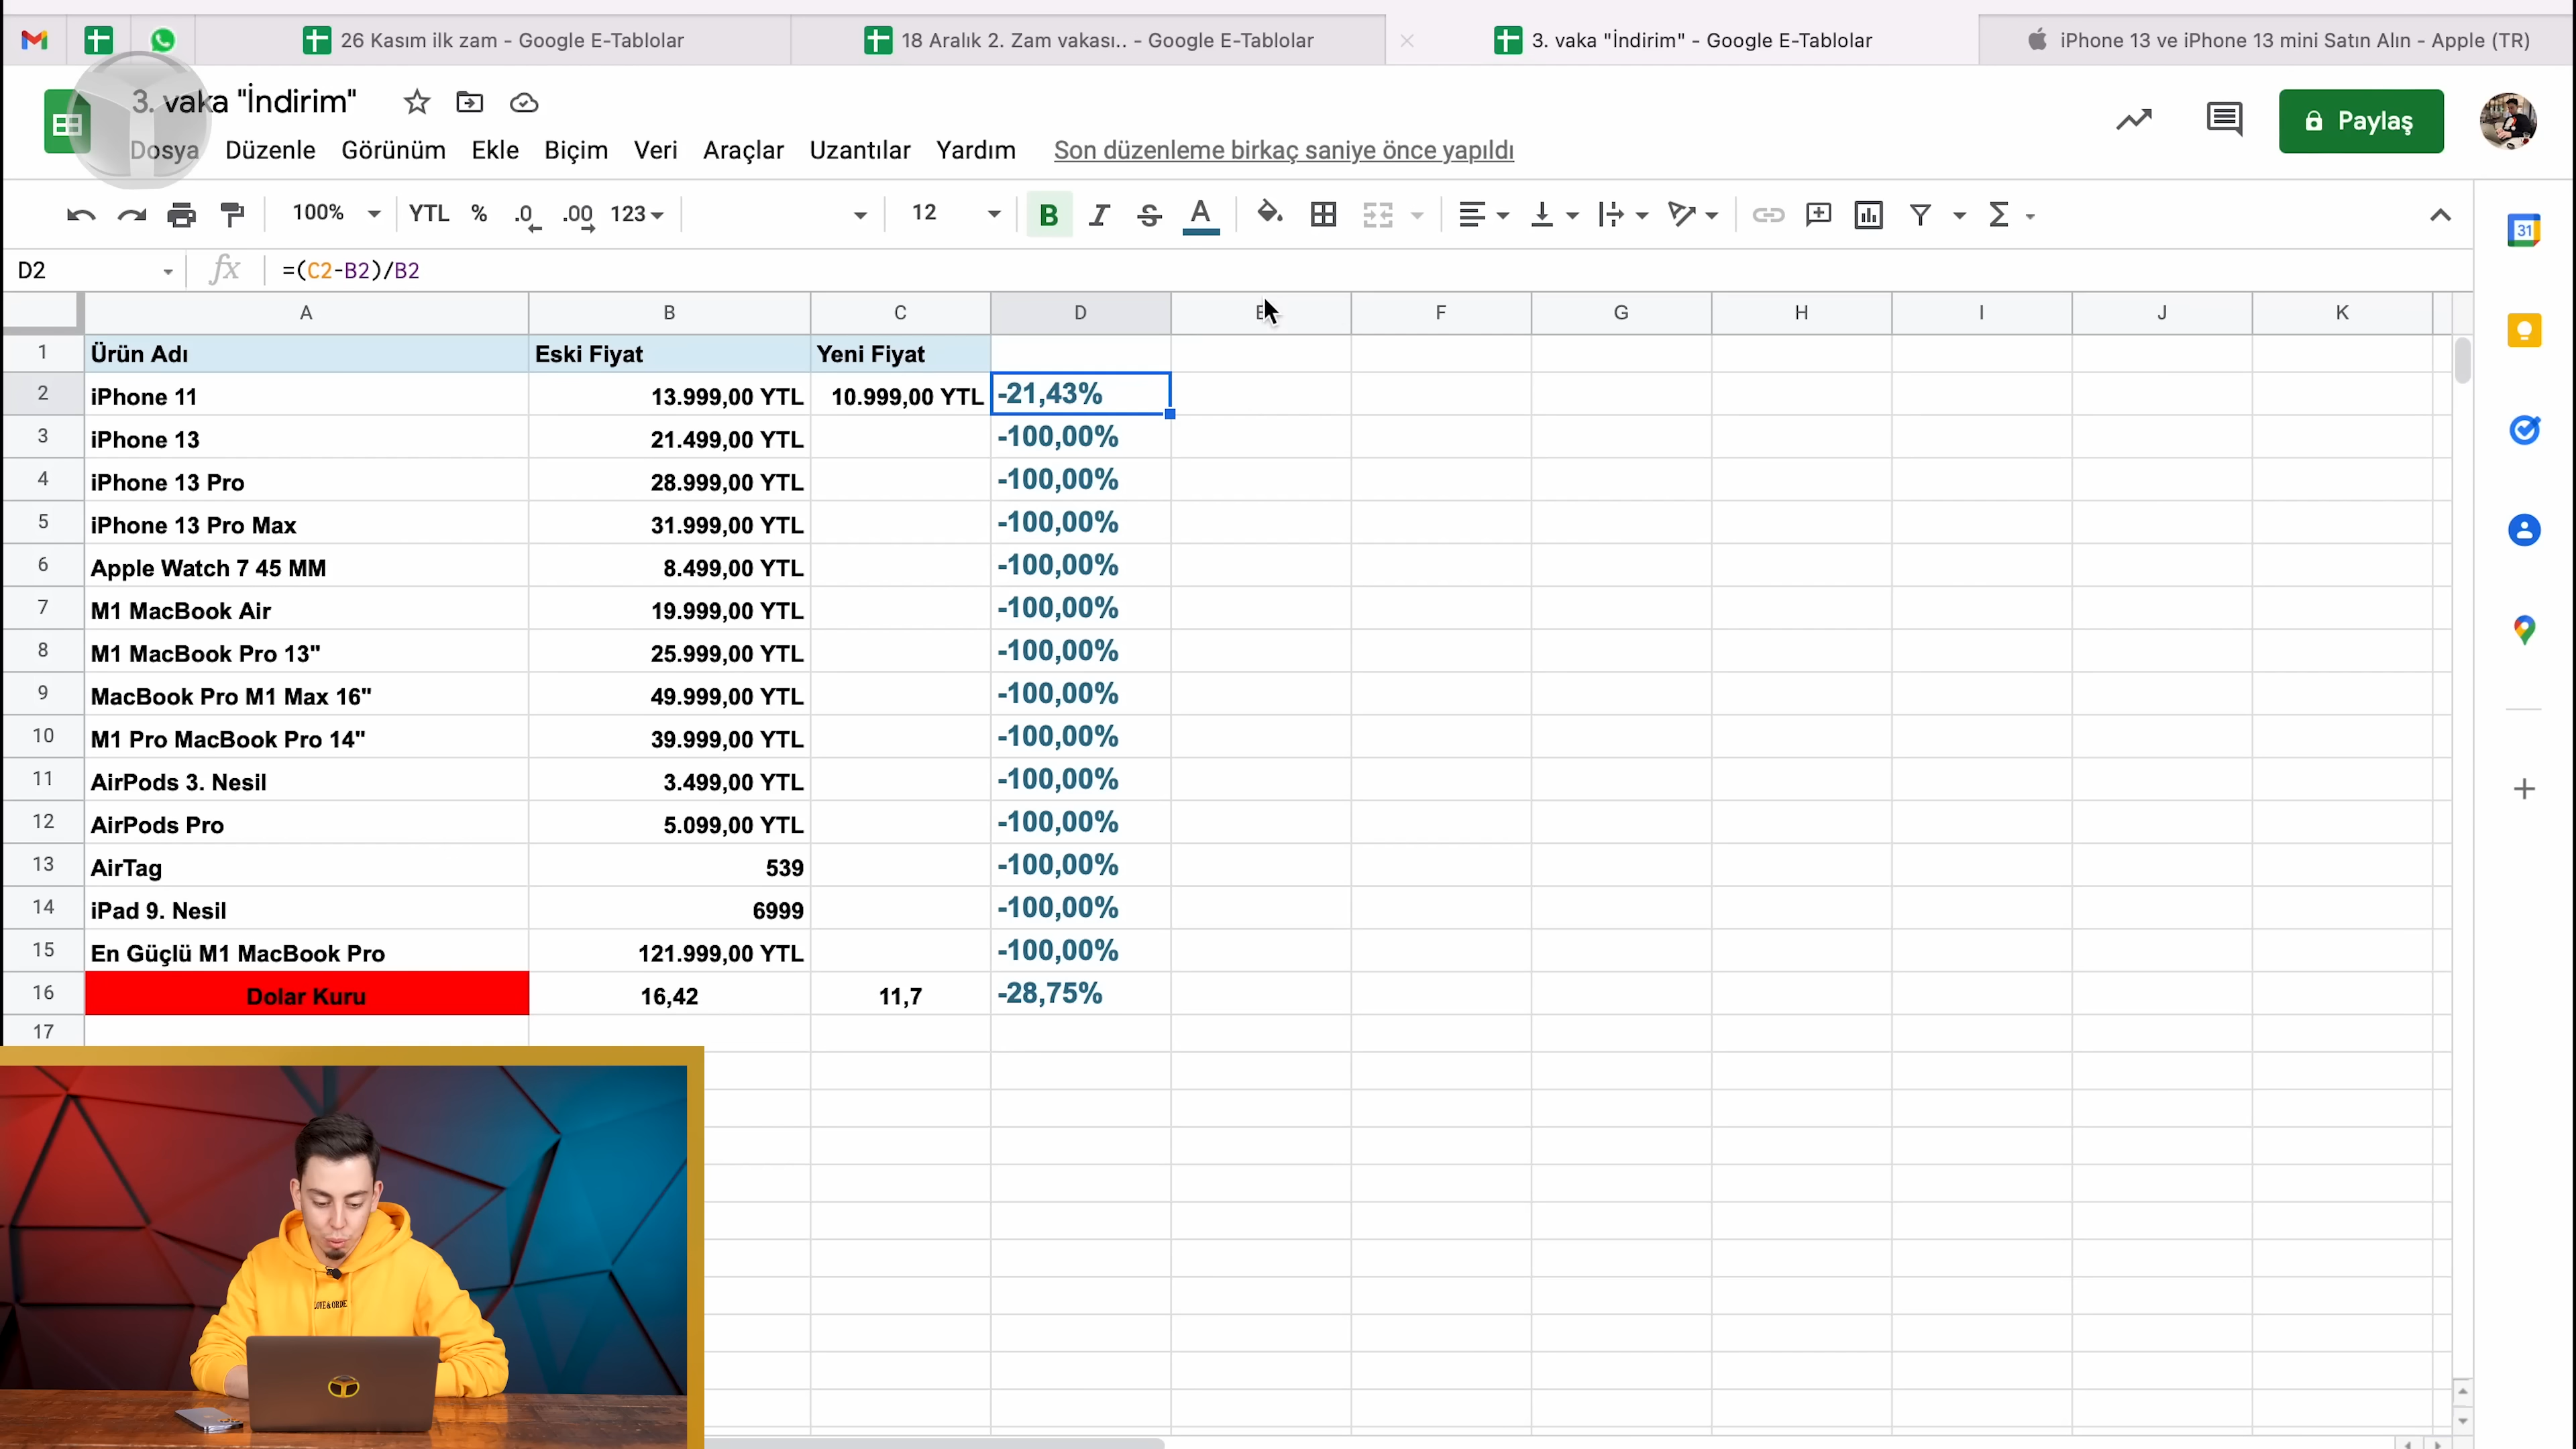 26 Kasım ilk zam - Google E-Tablolar
18 Aralık 2. Zam vakası.. - Google E-Tablolar
3. vaka "İndirim" - Google E-Tablolar
iPhone 13 ve iPhone 13 mini Satın Alın - Apple (TR)
3. vaka "İndirim"
Dosya Düzenle Görünüm Ekle Biçim Veri Araçlar Uzantılar Yardım Son düzenleme birkaç saniye önce yapıldı
Paylaş
100% YTL % .0 .00 123 12 B I S A
31
D2 fx =(C2-B2)/B2
A B C D E F G H I J K
1 Ürün Adı Eski Fiyat Yeni Fiyat
2 iPhone 11 13.999,00 YTL 10.999,00 YTL -21,43%
3 iPhone 13 21.499,00 YTL -100,00%
4 iPhone 13 Pro 28.999,00 YTL -100,00%
5 iPhone 13 Pro Max 31.999,00 YTL -100,00%
6 Apple Watch 7 45 MM 8.499,00 YTL -100,00%
7 M1 MacBook Air 19.999,00 YTL -100,00%
8 M1 MacBook Pro 13" 25.999,00 YTL -100,00%
9 MacBook Pro M1 Max 16" 49.999,00 YTL -100,00%
10 M1 Pro MacBook Pro 14" 39.999,00 YTL -100,00%
11 AirPods 3. Nesil 3.499,00 YTL -100,00%
12 AirPods Pro 5.099,00 YTL -100,00%
13 AirTag 539 -100,00%
14 iPad 9. Nesil 6999 -100,00%
15 En Güçlü M1 MacBook Pro 121.999,00 YTL -100,00%
16 Dolar Kuru 16,42 11,7 -28,75%
17
LOVE & ORDER